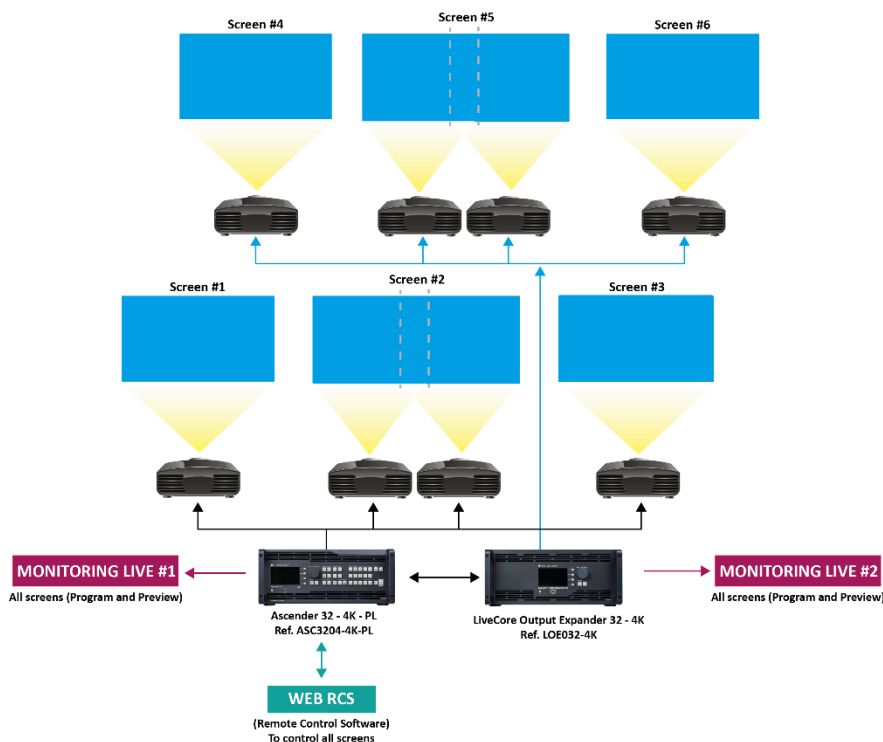 Screen #4
Screen #5
Screen #6
Screen #1
Screen #2
Screen #3
MONITORING LIVE #1
All screens (Program and Preview)
Ascender 32 - 4K - PL
Ref. ASC3204-4K-PL
LiveCore Output Expander 32 - 4K
Ref. LOE032-4K
MONITORING LIVE #2
All screens (Program and Preview)
WEB RCS
(Remote Control Software)
To control all screens